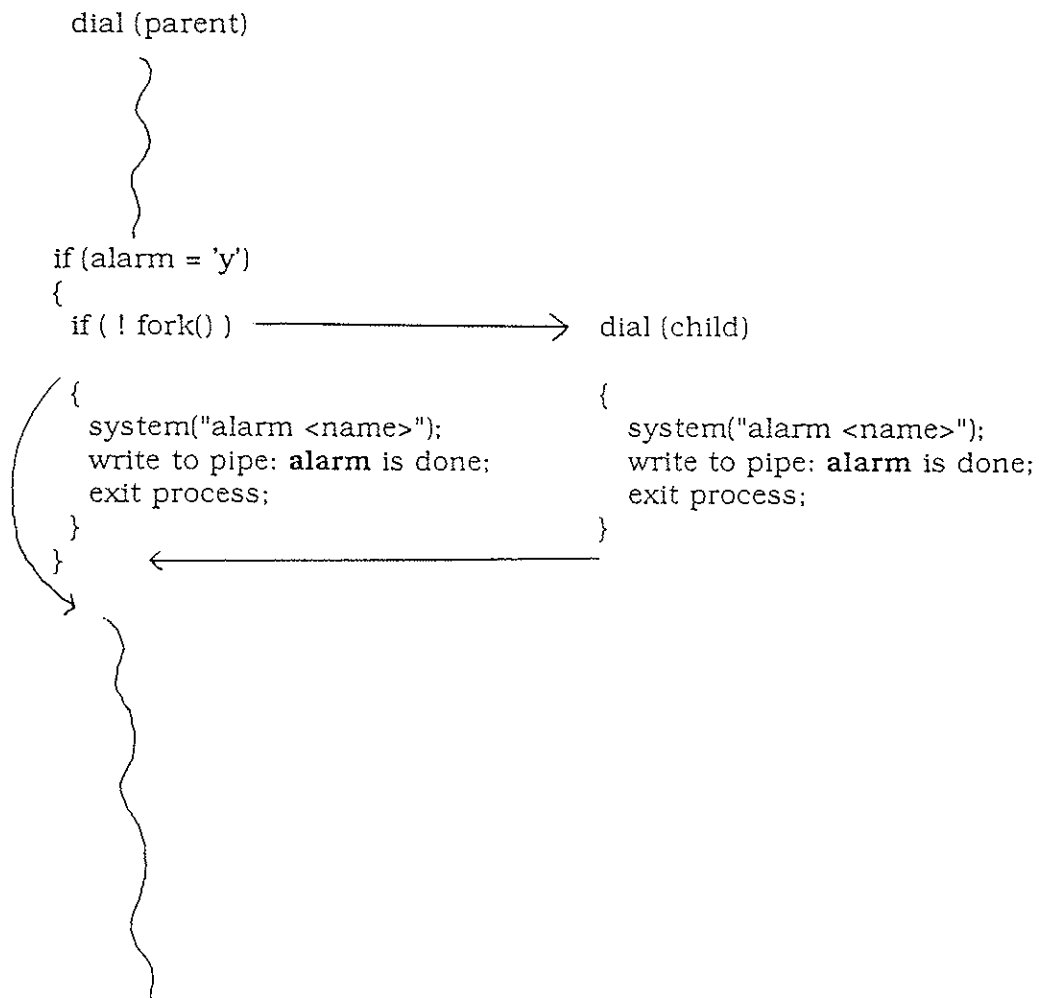 dial (parent)
if (alarm = 'y')
{
if ( ! fork() )
dial (child)
{
system("alarm <name>");
write to pipe: alarm is done;
exit process;
}
}
{
system("alarm <name>");
write to pipe: alarm is done;
exit process;
}